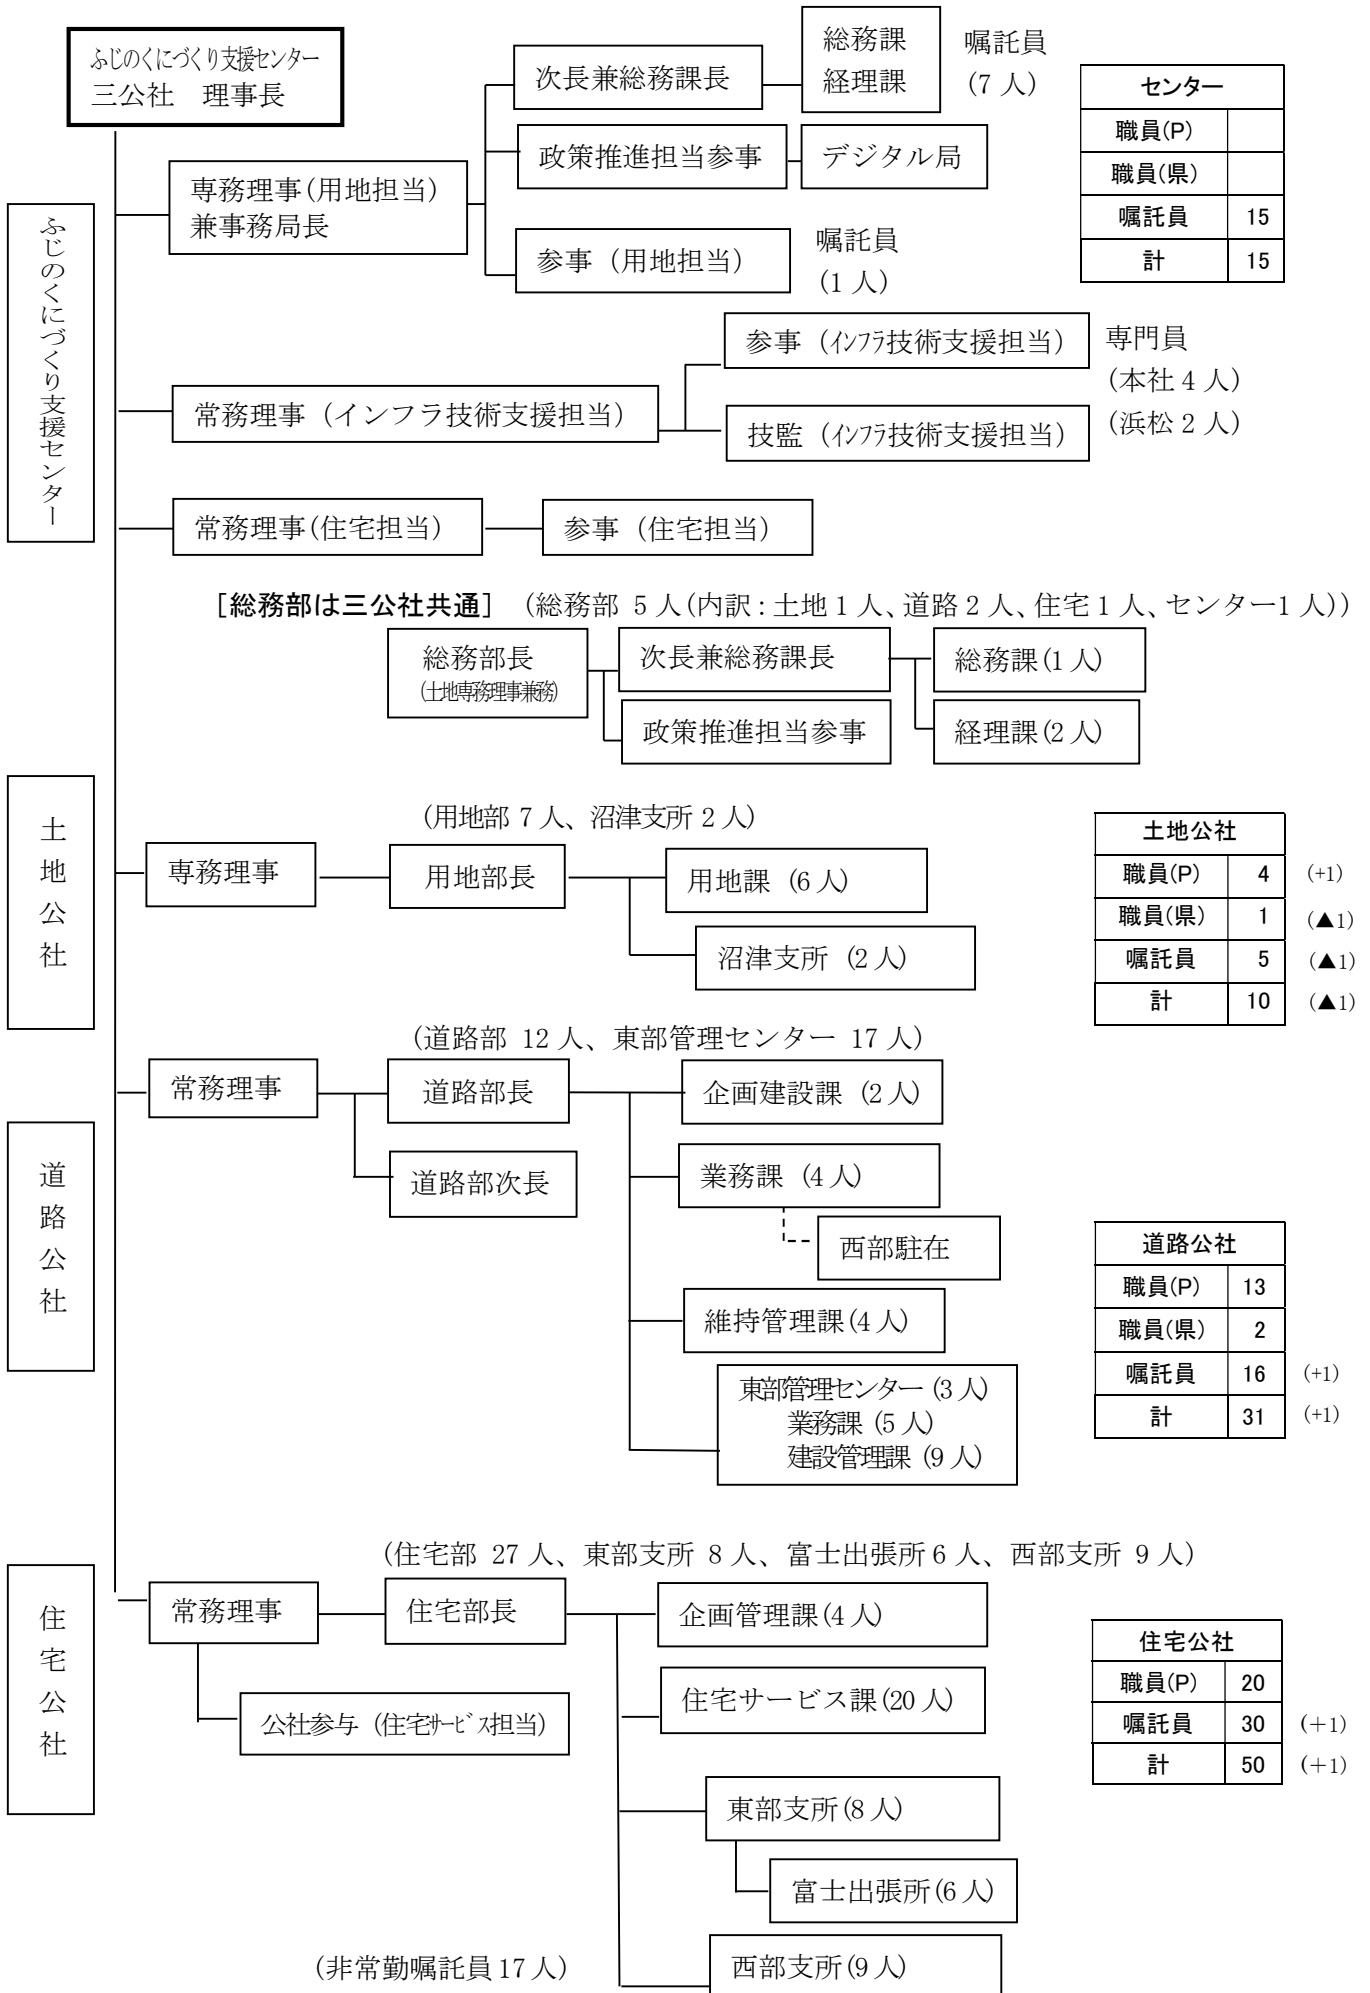 ふじのくにづくり支援センター
三公社　理事長
次長兼総務課長
総務課
経理課
嘱託員
(7 人)
政策推進担当参事
デジタル局
専務理事(用地担当)
兼事務局長
参事（用地担当）
嘱託員
(1 人)
センター
職員(P)
職員(県)
嘱託員 15
計 15
ふじのくにづくり支援センター
参事（ｲﾝﾌﾗ技術支援担当）
専門員
(本社 4 人)
(浜松 2 人)
常務理事（インフラ技術支援担当）
技監（ｲﾝﾌﾗ技術支援担当）
常務理事(住宅担当)
参事（住宅担当）
［総務部は三公社共通］ (総務部 5 人(内訳：土地 1 人、道路 2 人、住宅 1 人、センター1 人))
総務部長
(土地専務理事兼務)
次長兼総務課長
総務課(1 人)
政策推進担当参事
経理課(2 人)
土地公社
(用地部 7 人、沼津支所 2 人)
専務理事
用地部長
用地課 (6 人)
沼津支所 (2 人)
土地公社
職員(P) 4 (+1)
職員(県) 1 (▲1)
嘱託員 5 (▲1)
計 10 (▲1)
道路公社
(道路部 12 人、東部管理センター 17 人)
常務理事
道路部長
企画建設課 (2 人)
道路部次長
業務課 (4 人)
西部駐在
維持管理課(4 人)
東部管理センター (3 人)
業務課 (5 人)
建設管理課 (9 人)
道路公社
職員(P) 13
職員(県) 2
嘱託員 16 (+1)
計 31 (+1)
住宅公社
(住宅部 27 人、東部支所 8 人、富士出張所 6 人、西部支所 9 人)
常務理事
住宅部長
企画管理課(4 人)
公社参与（住宅ｻｰﾋﾞｽ担当）
住宅サービス課(20 人)
東部支所(8 人)
富士出張所(6 人)
(非常勤嘱託員 17 人)
西部支所(9 人)
住宅公社
職員(P) 20
嘱託員 30 (＋1)
計 50 (＋1)